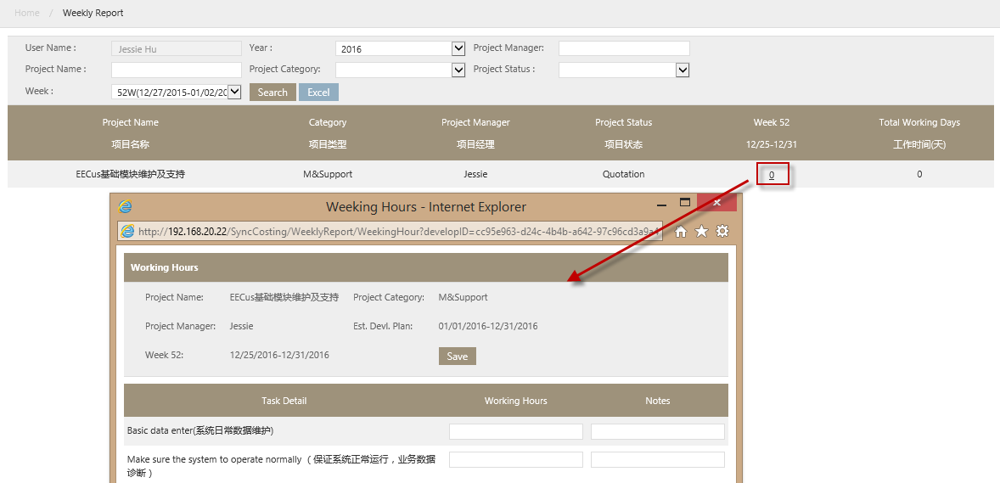 Home / Weekly Report
User Name : Jessie Hu Year : 2016 Project Manager:
Project Name : Project Category: Project Status :
Week : 52W(12/27/2015-01/02/20 Search Excel
Project Name Category Project Manager Project Status Week 52 Total Working Days
项目名称 项目类型 项目经理 项目状态 12/25-12/31 工作时间(天)
EECus基础模块维护及支持 M&Support Jessie Quotation 0 0
Weeking Hours - Internet Explorer
http://192.168.20.22/SyncCosting/WeeklyReport/WeekingHour?developID=cc95e963-d24c-4b4b-a642-97c96cd3a9a4
Working Hours
Project Name: EECus基础模块维护及支持 Project Category: M&Support
Project Manager: Jessie Est. Devl. Plan: 01/01/2016-12/31/2016
Week 52: 12/25/2016-12/31/2016 Save
Task Detail Working Hours Notes
Basic data enter(系统日常数据维护)
Make sure the system to operate normally （保证系统正常运行，业务数据
诊断）